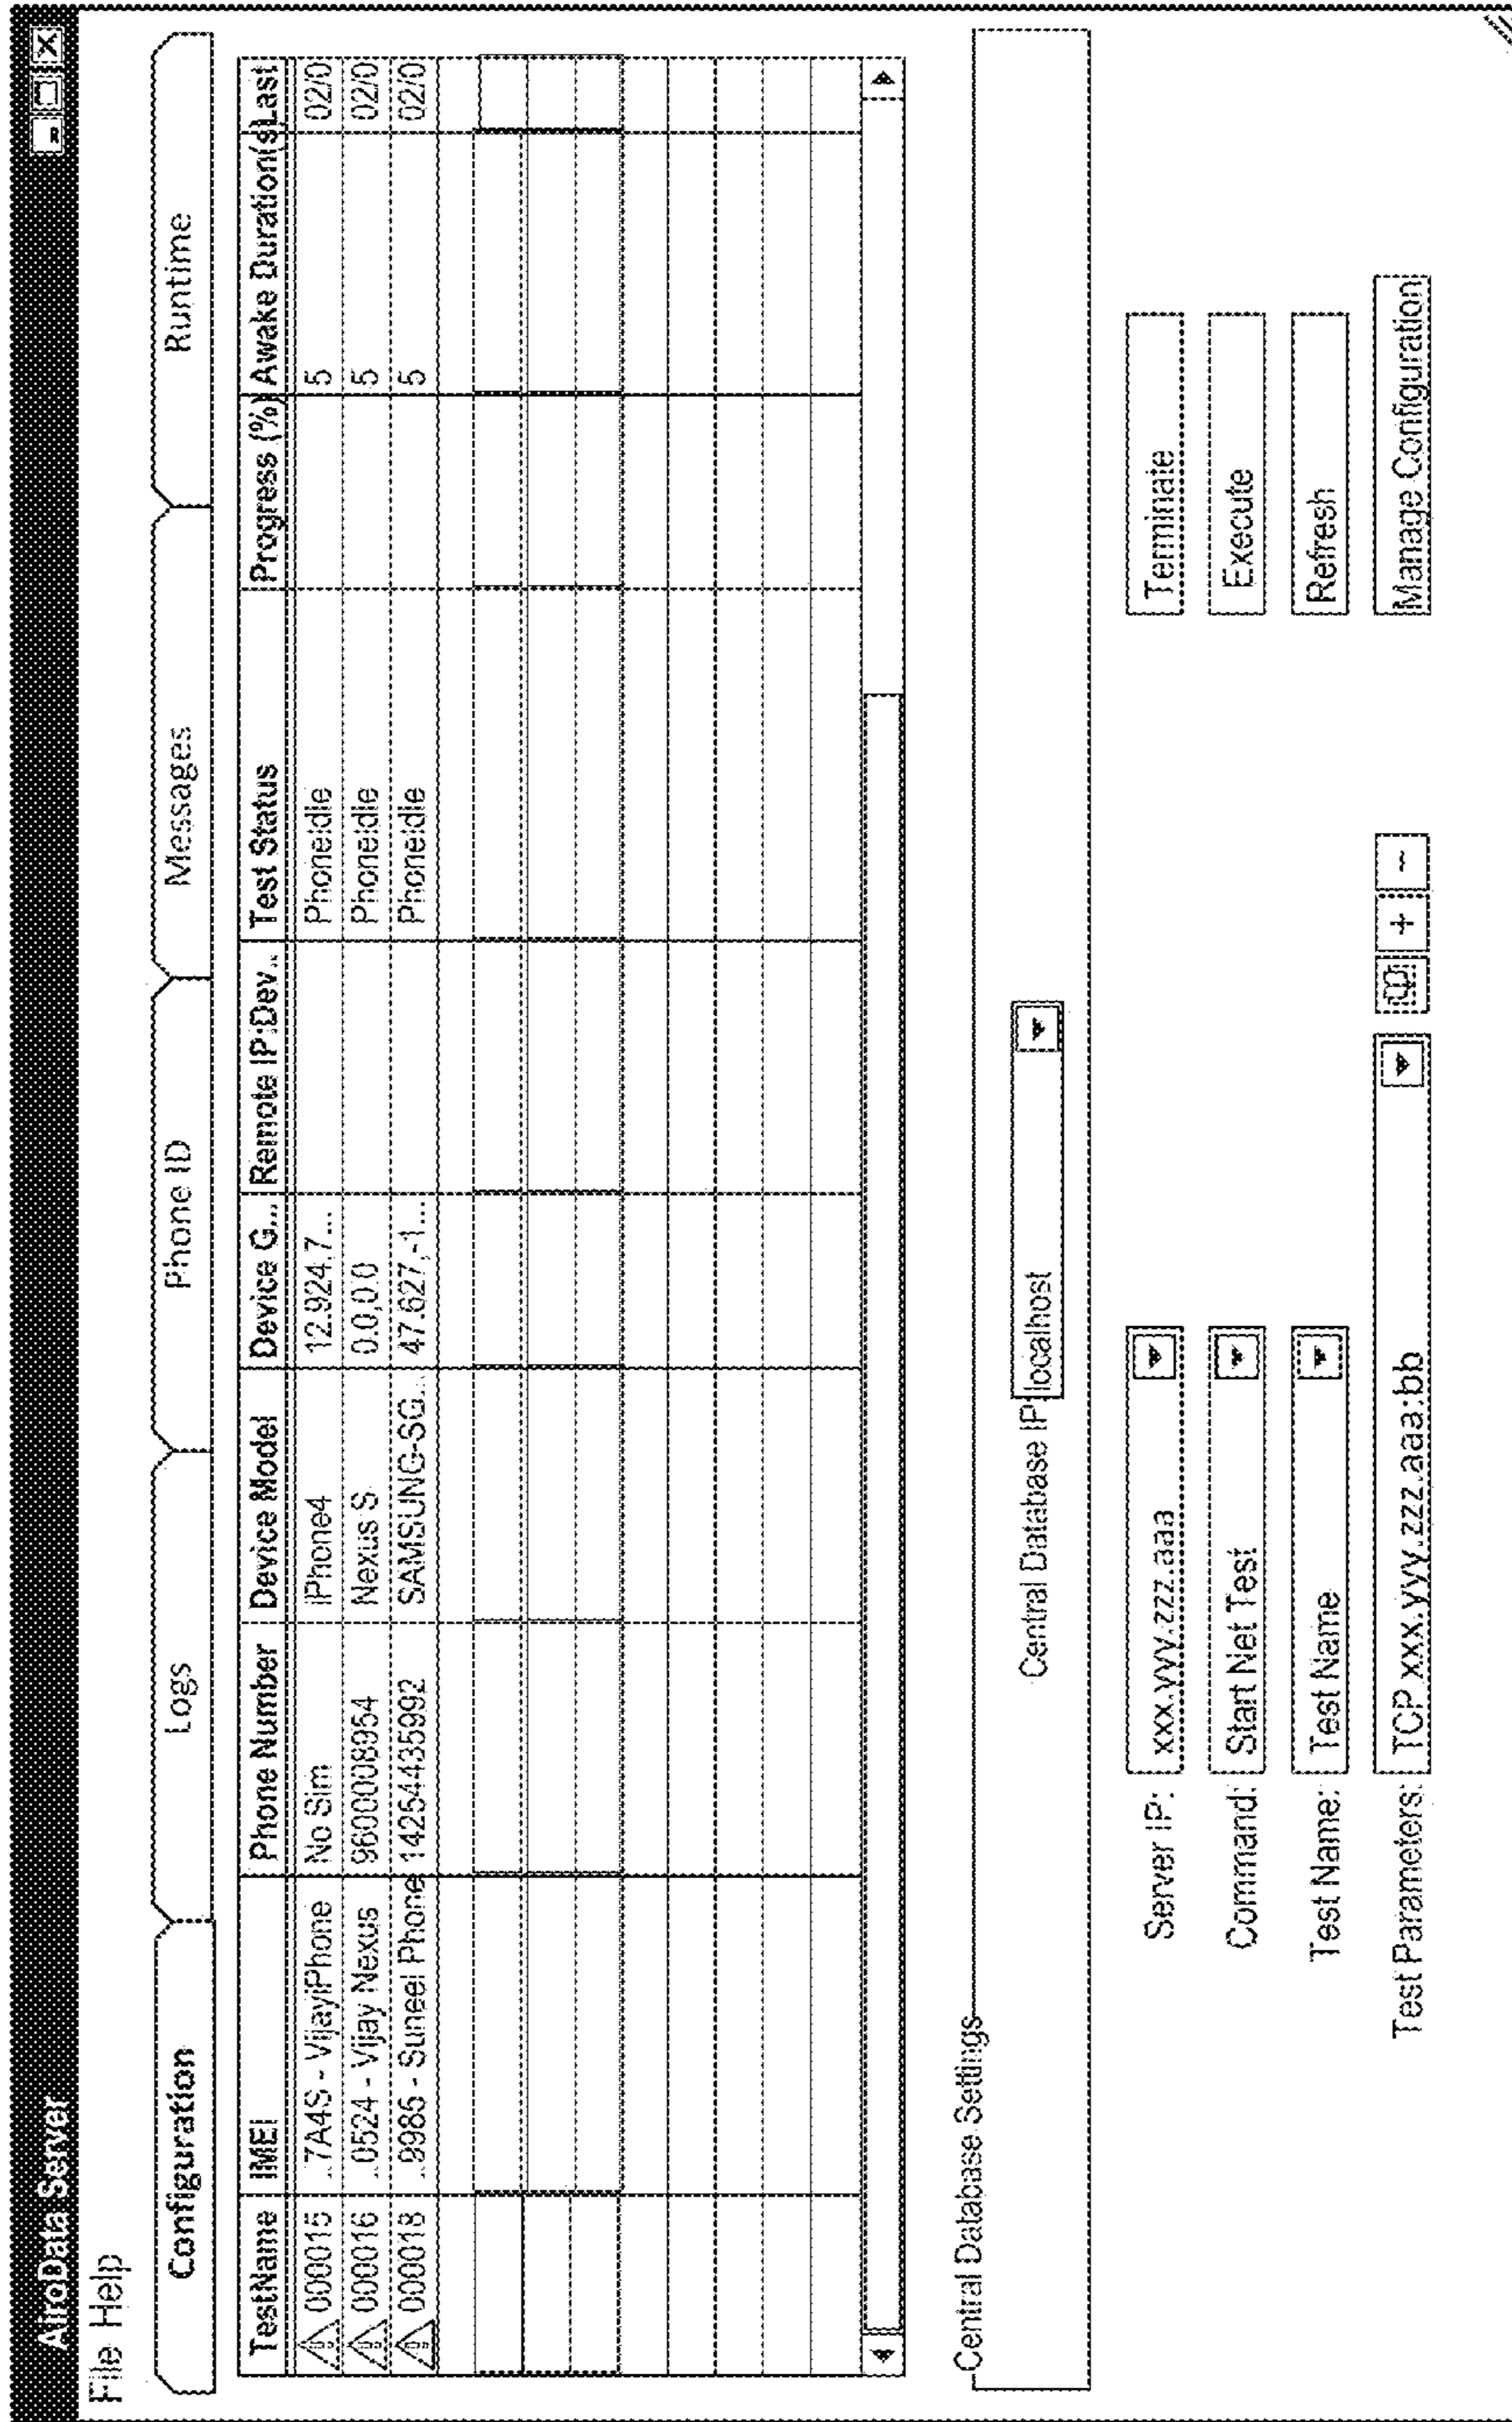 AiroData Server
File Help
Configuration Logs Phone ID Messages Runtime
TestName IMEI Phone Number Device Model Device G... Remote IP:Dev.. Test Status Progress (%) Awake Duration(s) Last
000015 ..7A4S - VijayiPhone No Sim iPhone4 12.924,7... PhoneIdle 5 02/0
000016 ..0524 - Vijay Nexus 9600008954 Nexus S 0.0,0.0 PhoneIdle 5 02/0
000018 ..9985 - Suneel Phone 14254435992 SAMSUNG-SG... 47.627,-1... PhoneIdle 5 02/0
Central Database Settings
Central Database IP: localhost
Server IP: xxx.yyy.zzz.aaa Terminate
Command: Start Net Test Execute
Test Name: Test Name Refresh
Test Parameters: TCP xxx.yyy.zzz.aaa:bb + - Manage Configuration